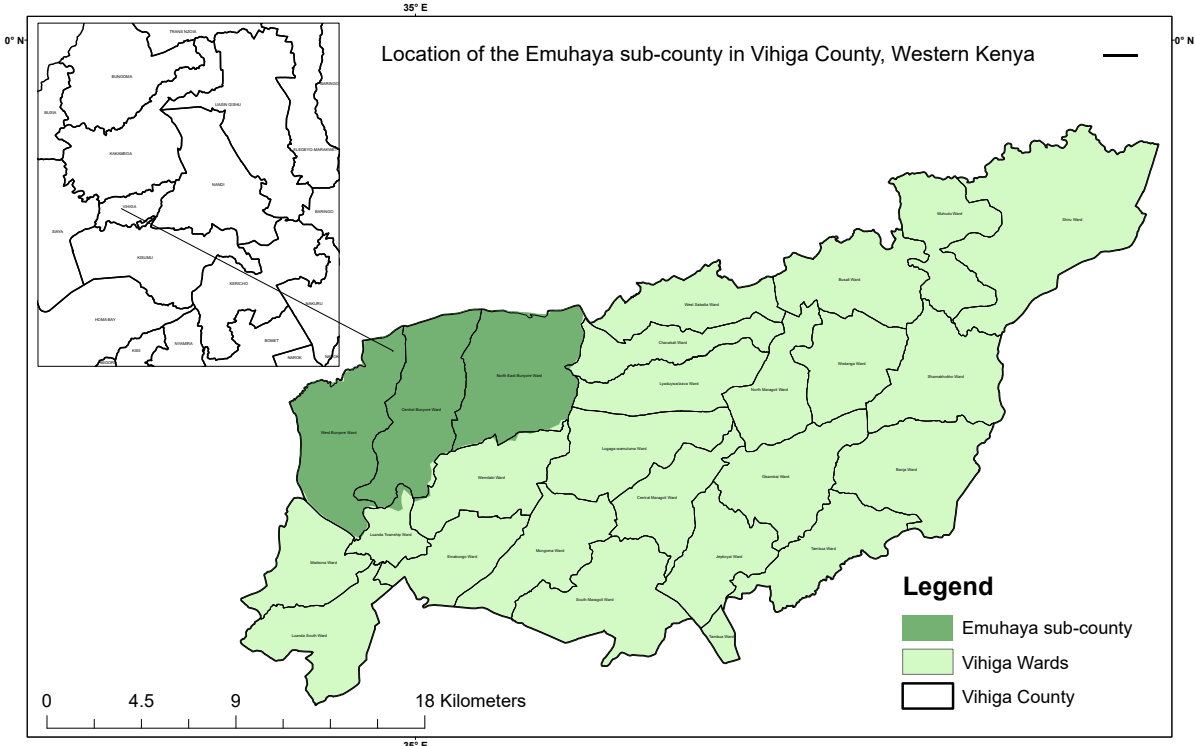 35° E
0° N
0° N
Location of the Emuhaya sub-county in Vihiga County, Western Kenya
TRANS NZOIA
BUNGOMA
BARINGO
UASIN GISHU
BUSIA
KAKAMEGA
ELGEYO-MARAKWET
NANDI
VIHIGA
BARINGO
SIAYA
KISUMU
KERICHO
NAKURU
HOMA BAY
BOMET
NYAMIRA
KISII
NAROK
Shiru Ward
Busali Ward
West Sabatia Ward
Chavakali Ward
Wodanga Ward
North East Bunyore Ward
Shamakhokho Ward
Lyaduywa/Izava Ward
North Maragoli Ward
Central Bunyore Ward
West Bunyore Ward
Lugaga-wamuluma Ward
Banja Ward
Gisambai Ward
Wemilabi Ward
Central Maragoli Ward
Luanda Township Ward
Mungoma Ward
Tambua Ward
Emabungo Ward
Jepkoyai Ward
Mwibona Ward
South Maragoli Ward
Luanda South Ward
Tambua Ward
Legend
Emuhaya sub-county
Vihiga Wards
Vihiga County
0 4.5 9 18 Kilometers
35° E